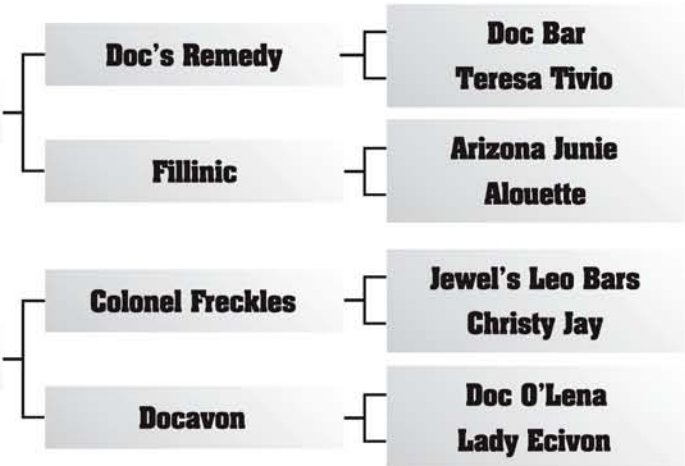 Doc's Remedy
Doc Bar
Teresa Tivio
Fillinic
Arizona Junie
Alouette
Colonel Freckles
Jewel's Leo Bars
Christy Jay
Docavon
Doc O'Lena
Lady Ecivon